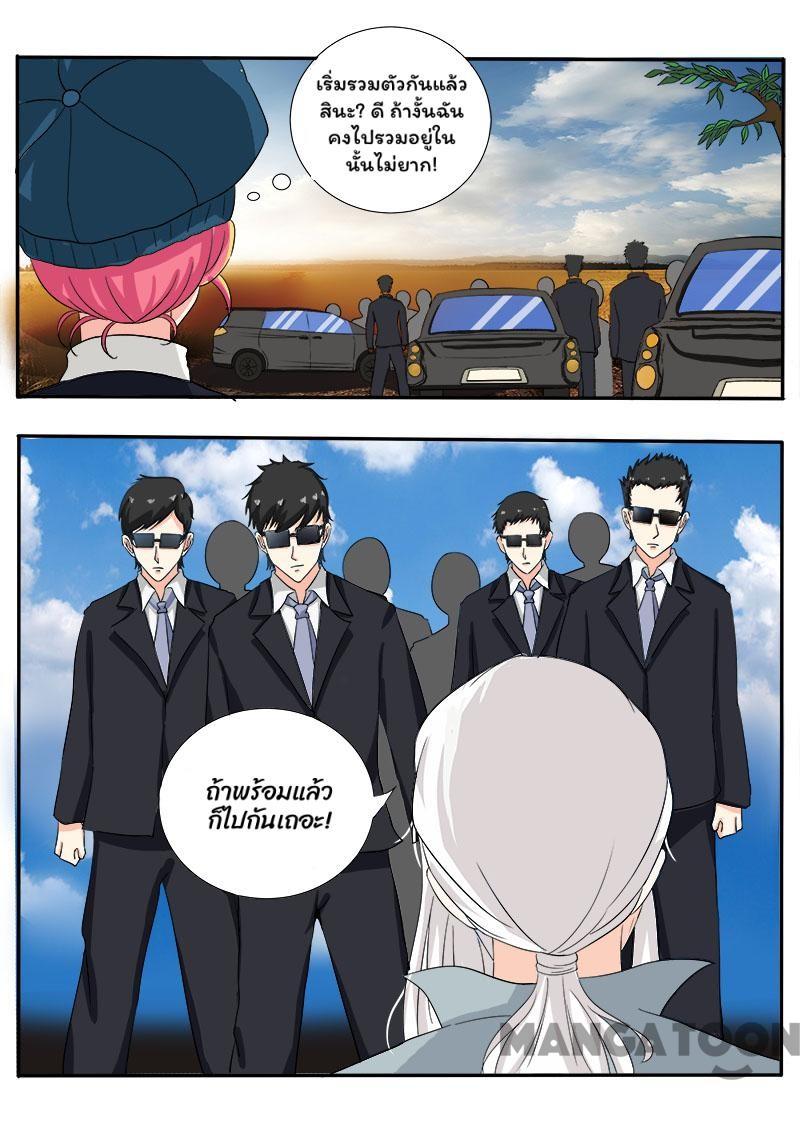 เริ่มรวมตัวกันแล้ว
สินะ? ดี ถ้างั้นฉัน
คงไปรวมอยู่ใน
นั้นไม่ยาก!
ถ้าพร้อมแล้ว
ก็ไปกันเถอะ!
MANGATOON